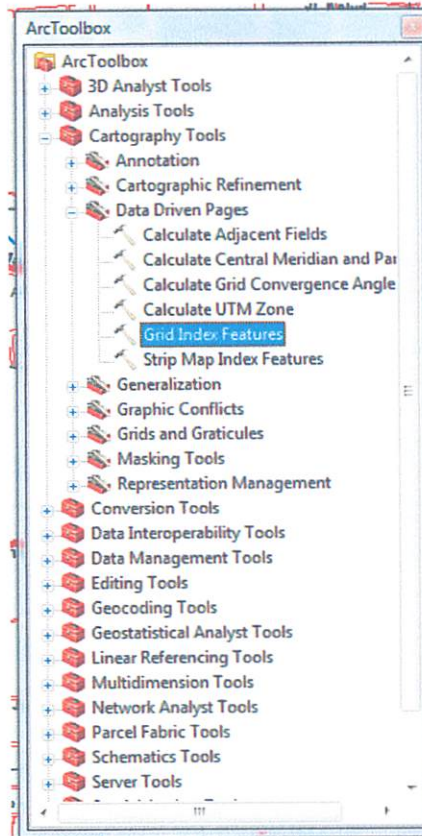 ArcToolbox
ArcToolbox
3D Analyst Tools
Analysis Tools
Cartography Tools
Annotation
Cartographic Refinement
Data Driven Pages
Calculate Adjacent Fields
Calculate Central Meridian and Par
Calculate Grid Convergence Angle
Calculate UTM Zone
Grid Index Features
Strip Map Index Features
Generalization
Graphic Conflicts
Grids and Graticules
Masking Tools
Representation Management
Conversion Tools
Data Interoperability Tools
Data Management Tools
Editing Tools
Geocoding Tools
Geostatistical Analyst Tools
Linear Referencing Tools
Multidimension Tools
Network Analyst Tools
Parcel Fabric Tools
Schematics Tools
Server Tools